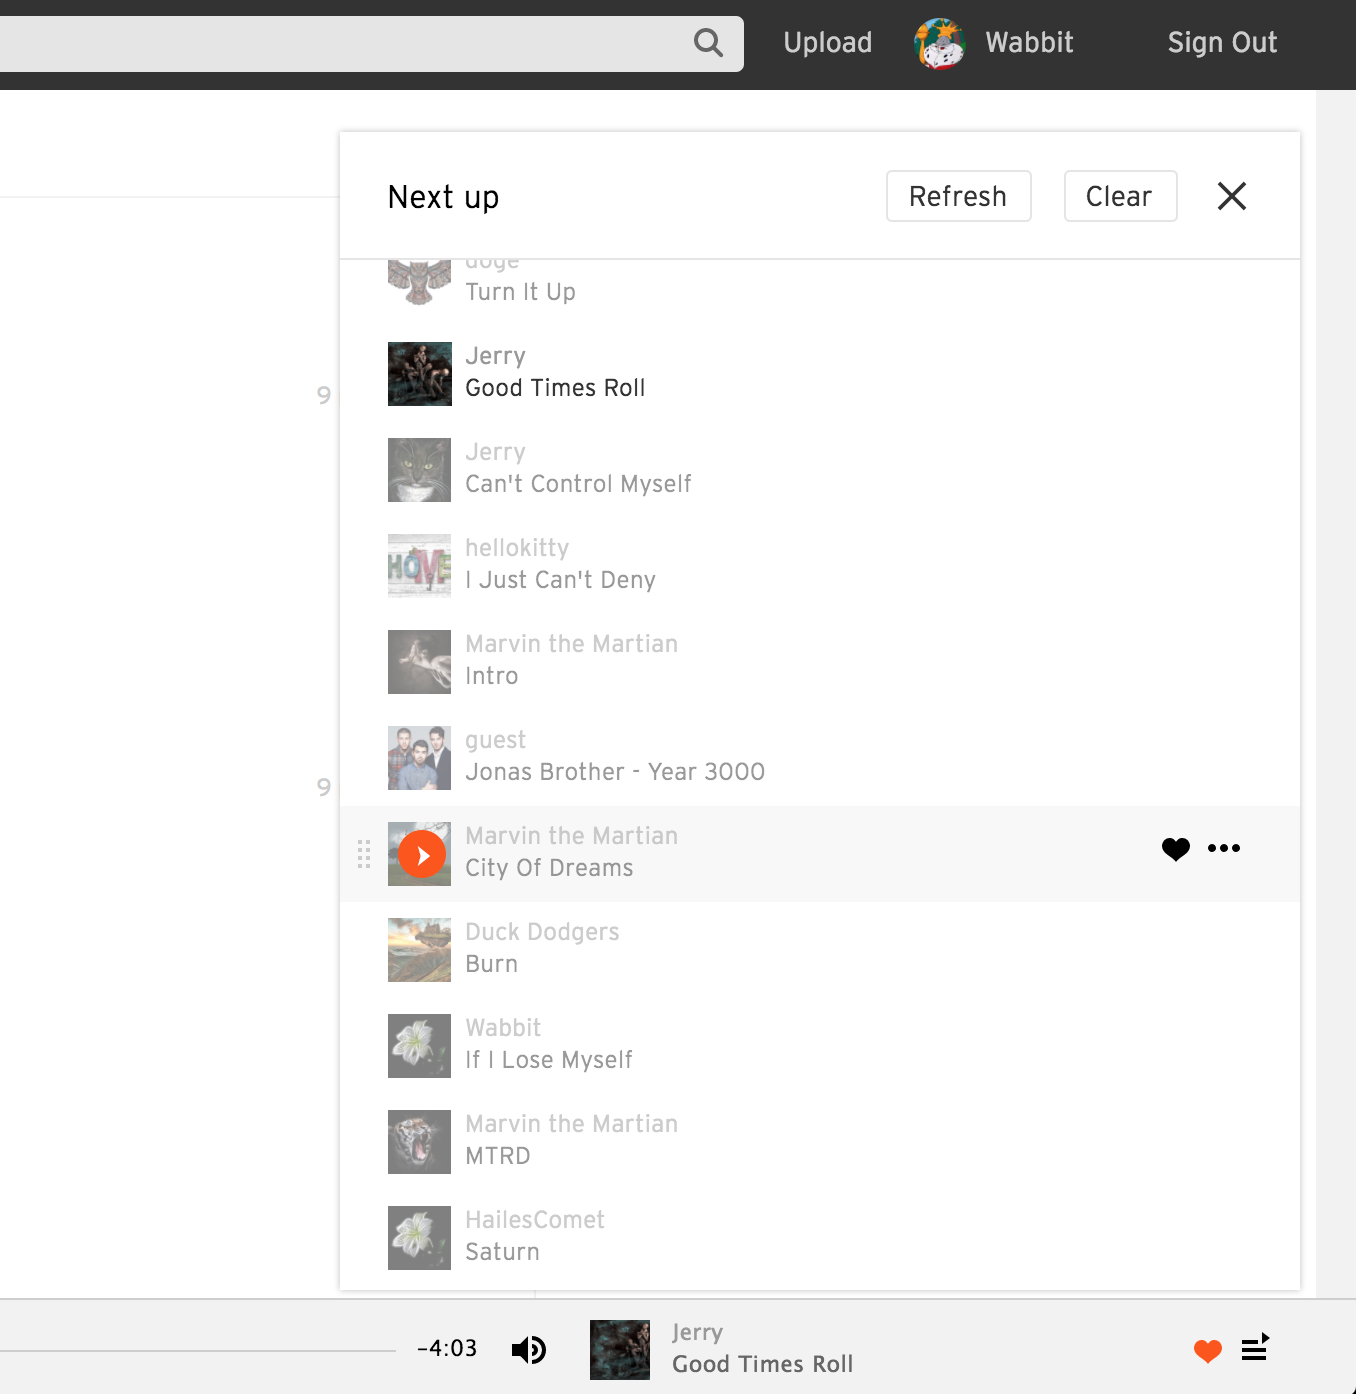 Upload
Wabbit
Sign Out
Next up
Refresh
Clear
doge
Turn It Up
9
Jerry
Good Times Roll
Jerry
Can't Control Myself
HOME
hellokitty
I Just Can't Deny
Marvin the Martian
Intro
9
guest
Jonas Brother - Year 3000
Marvin the Martian
City Of Dreams
Duck Dodgers
Burn
Wabbit
If I Lose Myself
Marvin the Martian
MTRD
HailesComet
Saturn
-4:03
Jerry
Good Times Roll